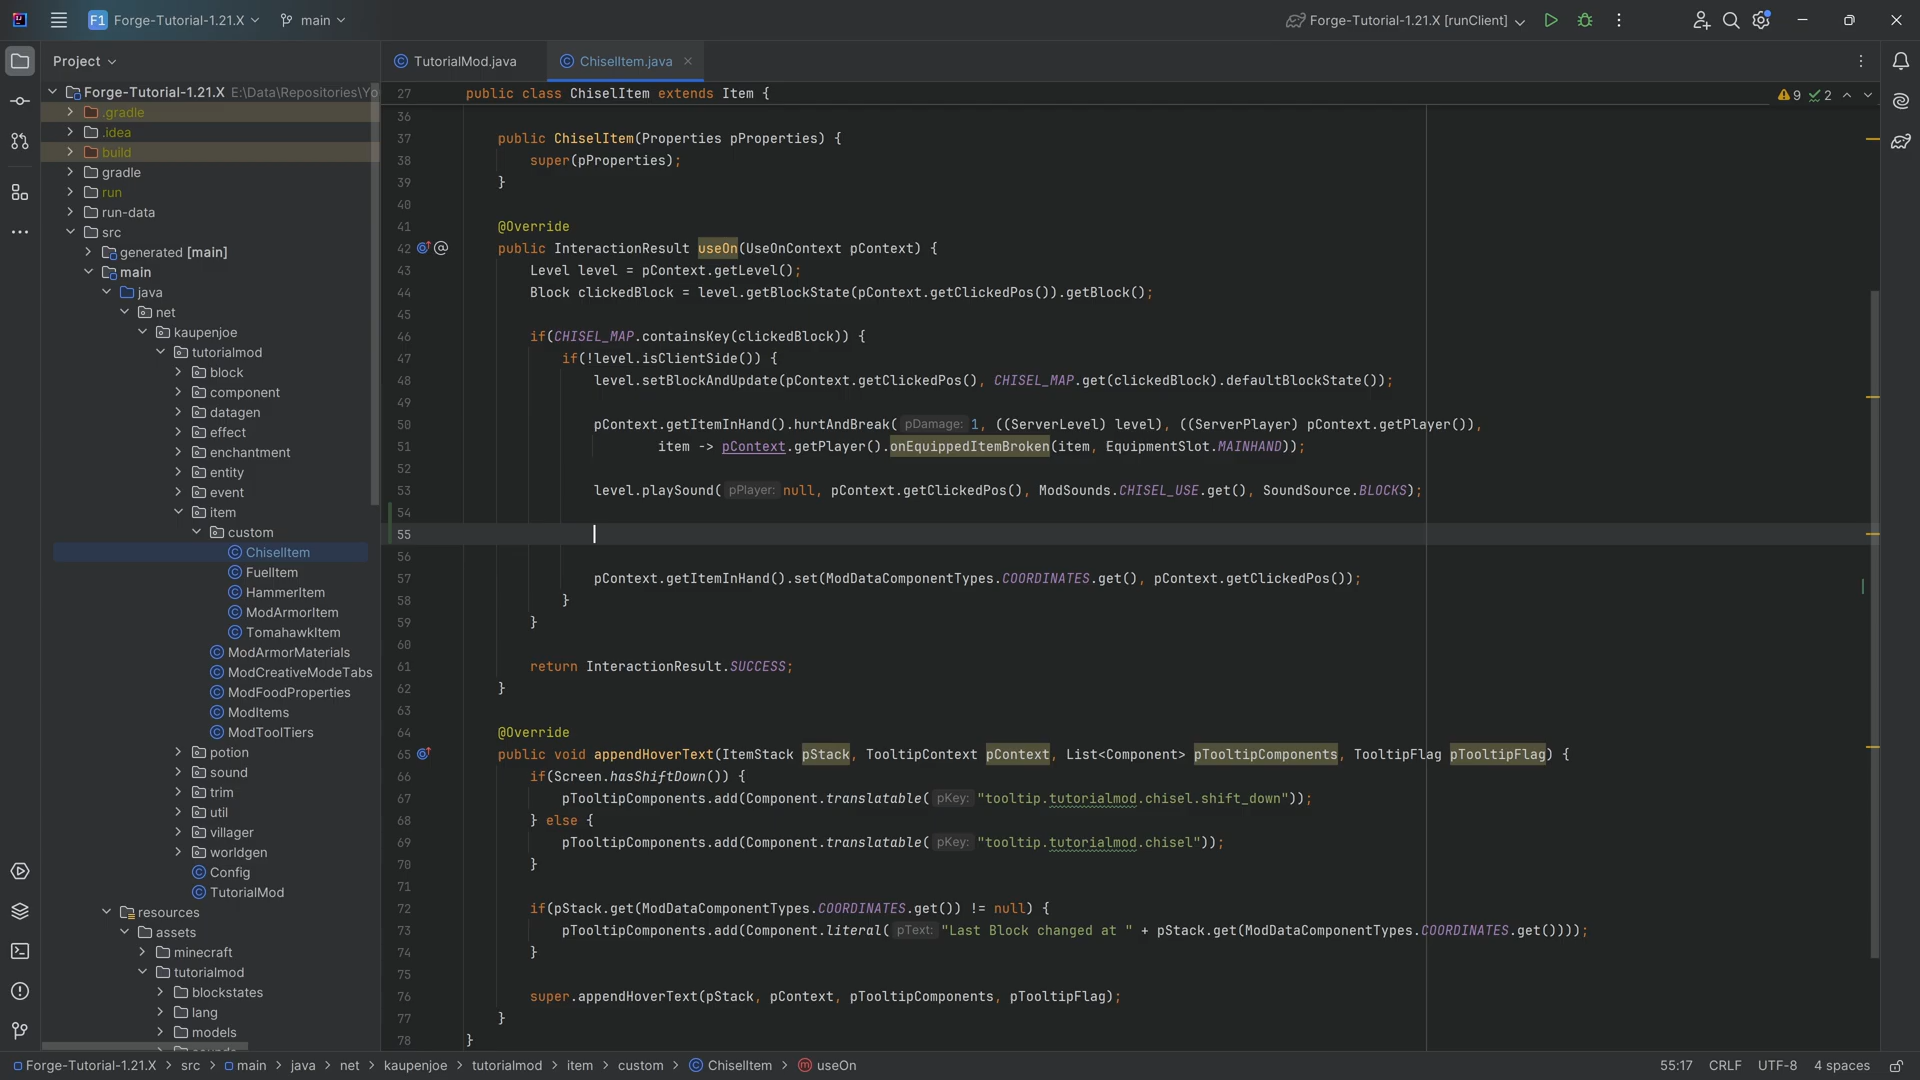 F1 Forge-Tutorial-1.21.X main Forge-Tutorial-1.21.X [runClient]
Project
TutorialMod.java ChiselItem.java
Forge-Tutorial-1.21.X E:\Data\Repositories\Yo
.gradle
.idea
build
gradle
run
run-data
src
generated [main]
main
java
net
kaupenjoe
tutorialmod
block
component
datagen
effect
enchantment
entity
event
item
custom
ChiselItem
FuelItem
HammerItem
ModArmorItem
TomahawkItem
ModArmorMaterials
ModCreativeModeTabs
ModFoodProperties
ModItems
ModToolTiers
potion
sound
trim
util
villager
worldgen
Config
TutorialMod
resources
assets
minecraft
tutorialmod
blockstates
lang
models
27 public class ChiselItem extends Item {
9 2
36
37 public ChiselItem(Properties pProperties) {
38 super(pProperties);
39 }
40
41 @Override
42 @ public InteractionResult useOn(UseOnContext pContext) {
43 Level level = pContext.getLevel();
44 Block clickedBlock = level.getBlockState(pContext.getClickedPos()).getBlock();
45
46 if(CHISEL_MAP.containsKey(clickedBlock)) {
47 if(!level.isClientSide()) {
48 level.setBlockAndUpdate(pContext.getClickedPos(), CHISEL_MAP.get(clickedBlock).defaultBlockState());
49
50 pContext.getItemInHand().hurtAndBreak( pDamage: 1, ((ServerLevel) level), ((ServerPlayer) pContext.getPlayer()),
51 item -> pContext.getPlayer().onEquippedItemBroken(item, EquipmentSlot.MAINHAND));
52
53 level.playSound( pPlayer: null, pContext.getClickedPos(), ModSounds.CHISEL_USE.get(), SoundSource.BLOCKS);
54
55
56
57 pContext.getItemInHand().set(ModDataComponentTypes.COORDINATES.get(), pContext.getClickedPos());
58 }
59 }
60
61 return InteractionResult.SUCCESS;
62 }
63
64 @Override
65 public void appendHoverText(ItemStack pStack, TooltipContext pContext, List<Component> pTooltipComponents, TooltipFlag pTooltipFlag) {
66 if(Screen.hasShiftDown()) {
67 pTooltipComponents.add(Component.translatable( pKey: "tooltip.tutorialmod.chisel.shift_down"));
68 } else {
69 pTooltipComponents.add(Component.translatable( pKey: "tooltip.tutorialmod.chisel"));
70 }
71
72 if(pStack.get(ModDataComponentTypes.COORDINATES.get()) != null) {
73 pTooltipComponents.add(Component.literal( pText: "Last Block changed at " + pStack.get(ModDataComponentTypes.COORDINATES.get())));
74 }
75
76 super.appendHoverText(pStack, pContext, pTooltipComponents, pTooltipFlag);
77 }
78 }
Forge-Tutorial-1.21.X > src > main > java > net > kaupenjoe > tutorialmod > item > custom > ChiselItem > useOn 55:17 CRLF UTF-8 4 spaces